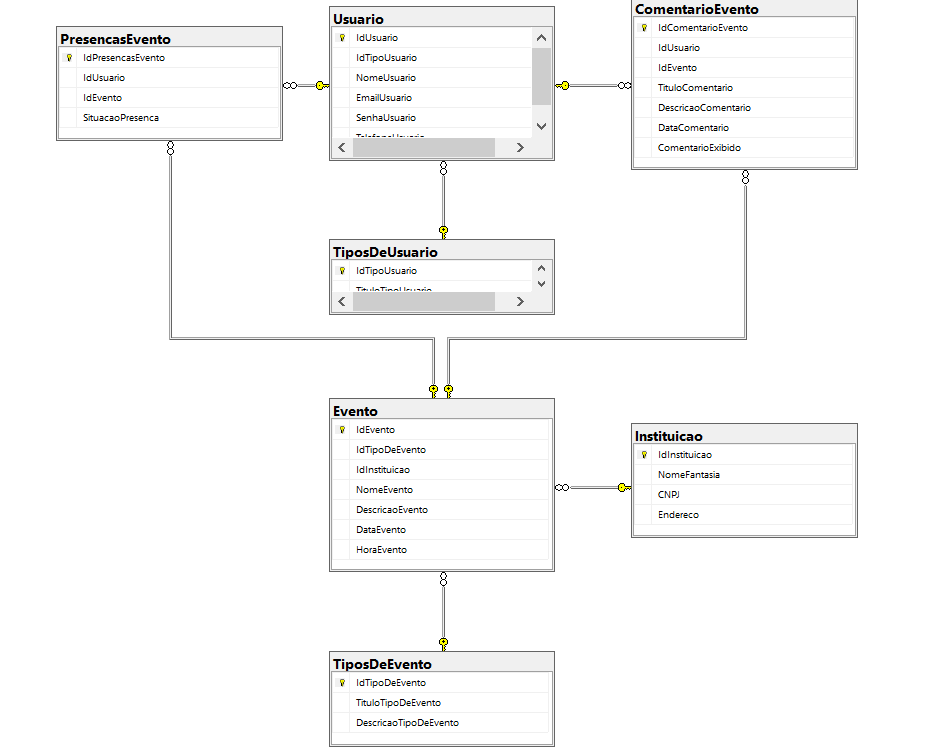 PresencasEvento
IdPresencasEvento
IdUsuario
IdEvento
SituacaoPresenca
Usuario
IdUsuario
IdTipoUsuario
NomeUsuario
EmailUsuario
SenhaUsuario
TelefoneUsuario
ComentarioEvento
IdComentarioEvento
IdUsuario
IdEvento
TituloComentario
DescricaoComentario
DataComentario
ComentarioExibido
TiposDeUsuario
IdTipoUsuario
TituloTipoUsuario
Evento
IdEvento
IdTipoDeEvento
IdInstituicao
NomeEvento
DescricaoEvento
DataEvento
HoraEvento
Instituicao
IdInstituicao
NomeFantasia
CNPJ
Endereco
TiposDeEvento
IdTipoDeEvento
TituloTipoDeEvento
DescricaoTipoDeEvento